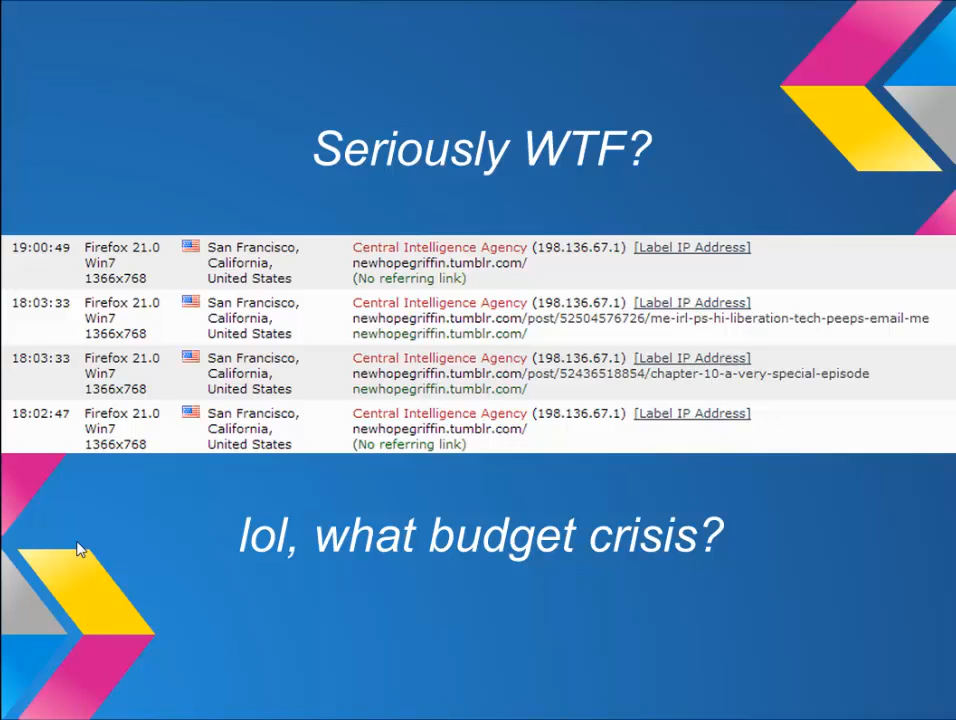 Seriously WTF?
19:00:49 Firefox 21.0 San Francisco, Central Intelligence Agency (198.136.67.1) [Label IP Address]
Win7 California, newhopegriffin.tumblr.com/
1366x768 United States (No referring link)
18:03:33 Firefox 21.0 San Francisco, Central Intelligence Agency (198.136.67.1) [Label IP Address]
Win7 California, newhopegriffin.tumblr.com/post/52504576726/me-irl-ps-hi-liberation-tech-peeps-email-me
1366x768 United States newhopegriffin.tumblr.com/
18:03:33 Firefox 21.0 San Francisco, Central Intelligence Agency (198.136.67.1) [Label IP Address]
Win7 California, newhopegriffin.tumblr.com/post/52436518854/chapter-10-a-very-special-episode
1366x768 United States newhopegriffin.tumblr.com/
18:02:47 Firefox 21.0 San Francisco, Central Intelligence Agency (198.136.67.1) [Label IP Address]
Win7 California, newhopegriffin.tumblr.com/
1366x768 United States (No referring link)
lol, what budget crisis?